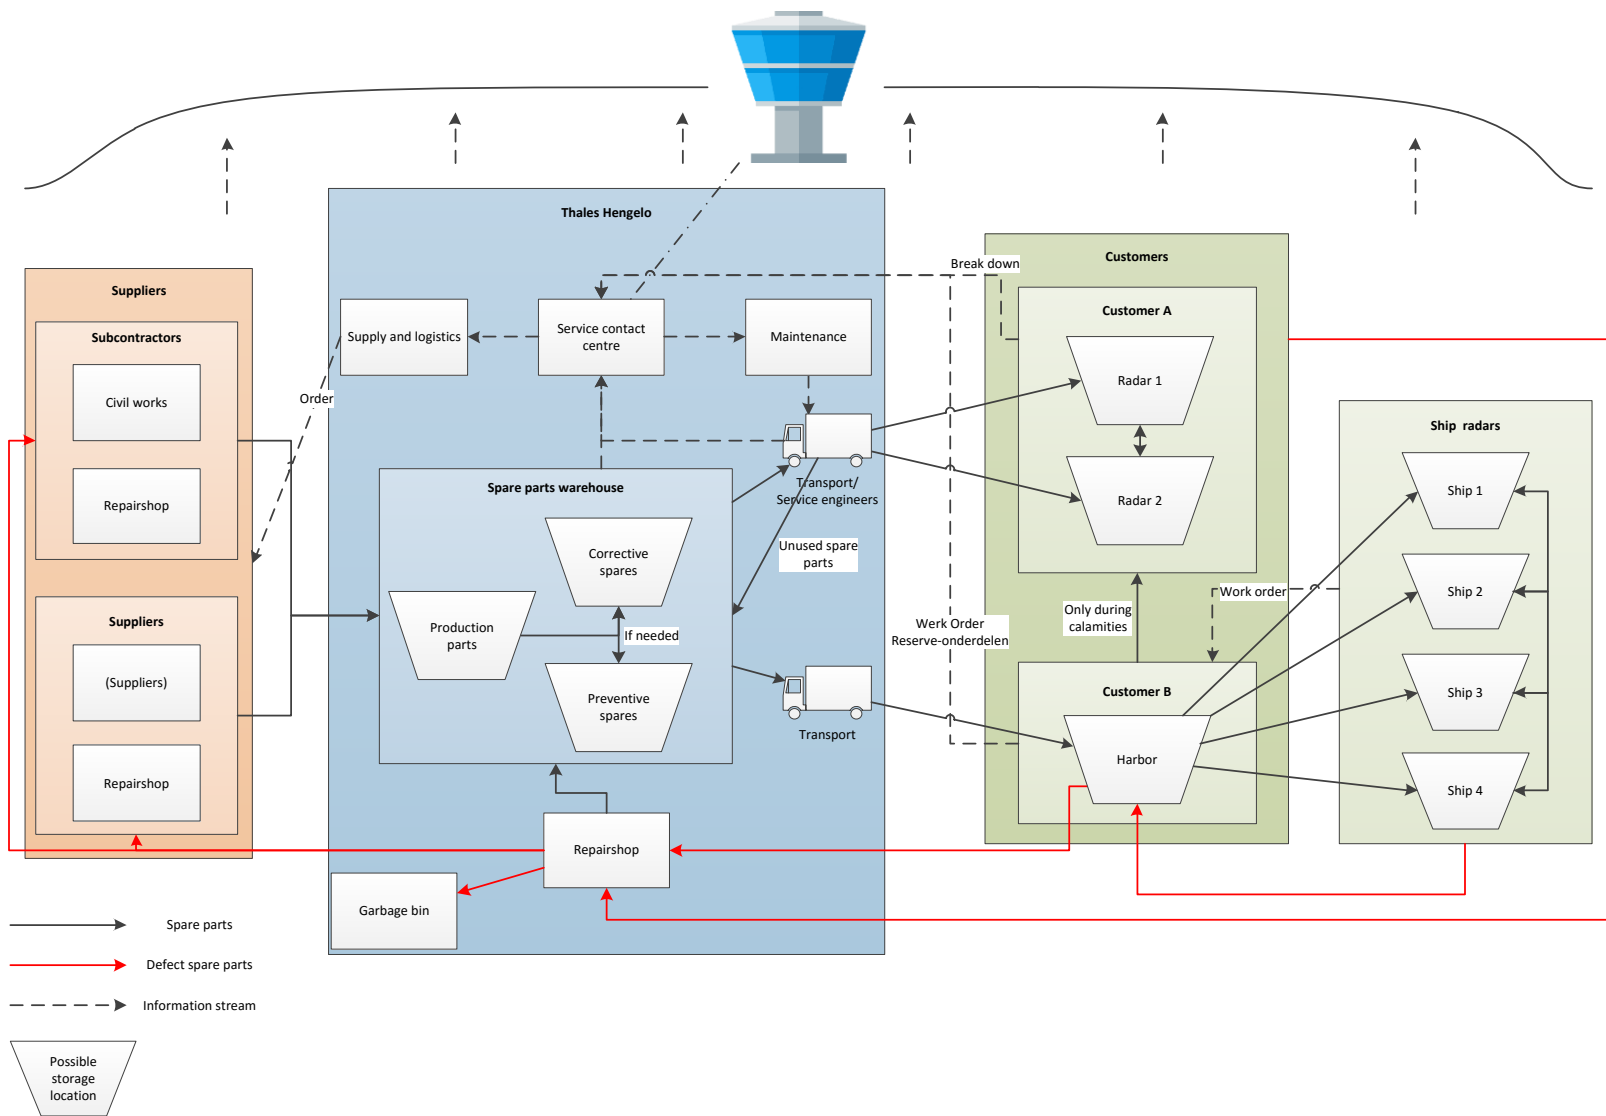 Thales Hengelo
Suppliers
Subcontractors
Civil works
Repairshop
Suppliers
(Suppliers)
Repairshop
Order
Supply and logistics
Service contact
centre
Maintenance
Transport/
Service engineers
Spare parts warehouse
Corrective
spares
Production
parts
If needed
Preventive
spares
Unused spare
parts
Transport
Repairshop
Garbage bin
Break down
Customers
Customer A
Radar 1
Radar 2
Only during
calamities
Werk Order
Reserve-onderdelen
Work order
Customer B
Harbor
Ship  radars
Ship 1
Ship 2
Ship 3
Ship 4
Spare parts
Defect spare parts
Information stream
Possible
storage
location